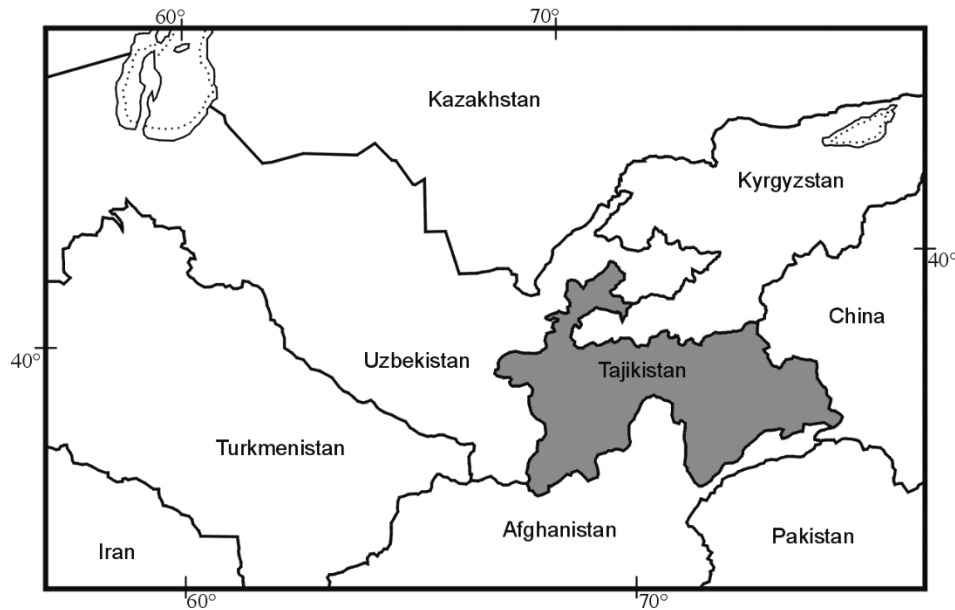 60°
70°
Kazakhstan
Kyrgyzstan
40°
China
40°
Uzbekistan
Tajikistan
Turkmenistan
Afghanistan
Pakistan
Iran
60°
70°